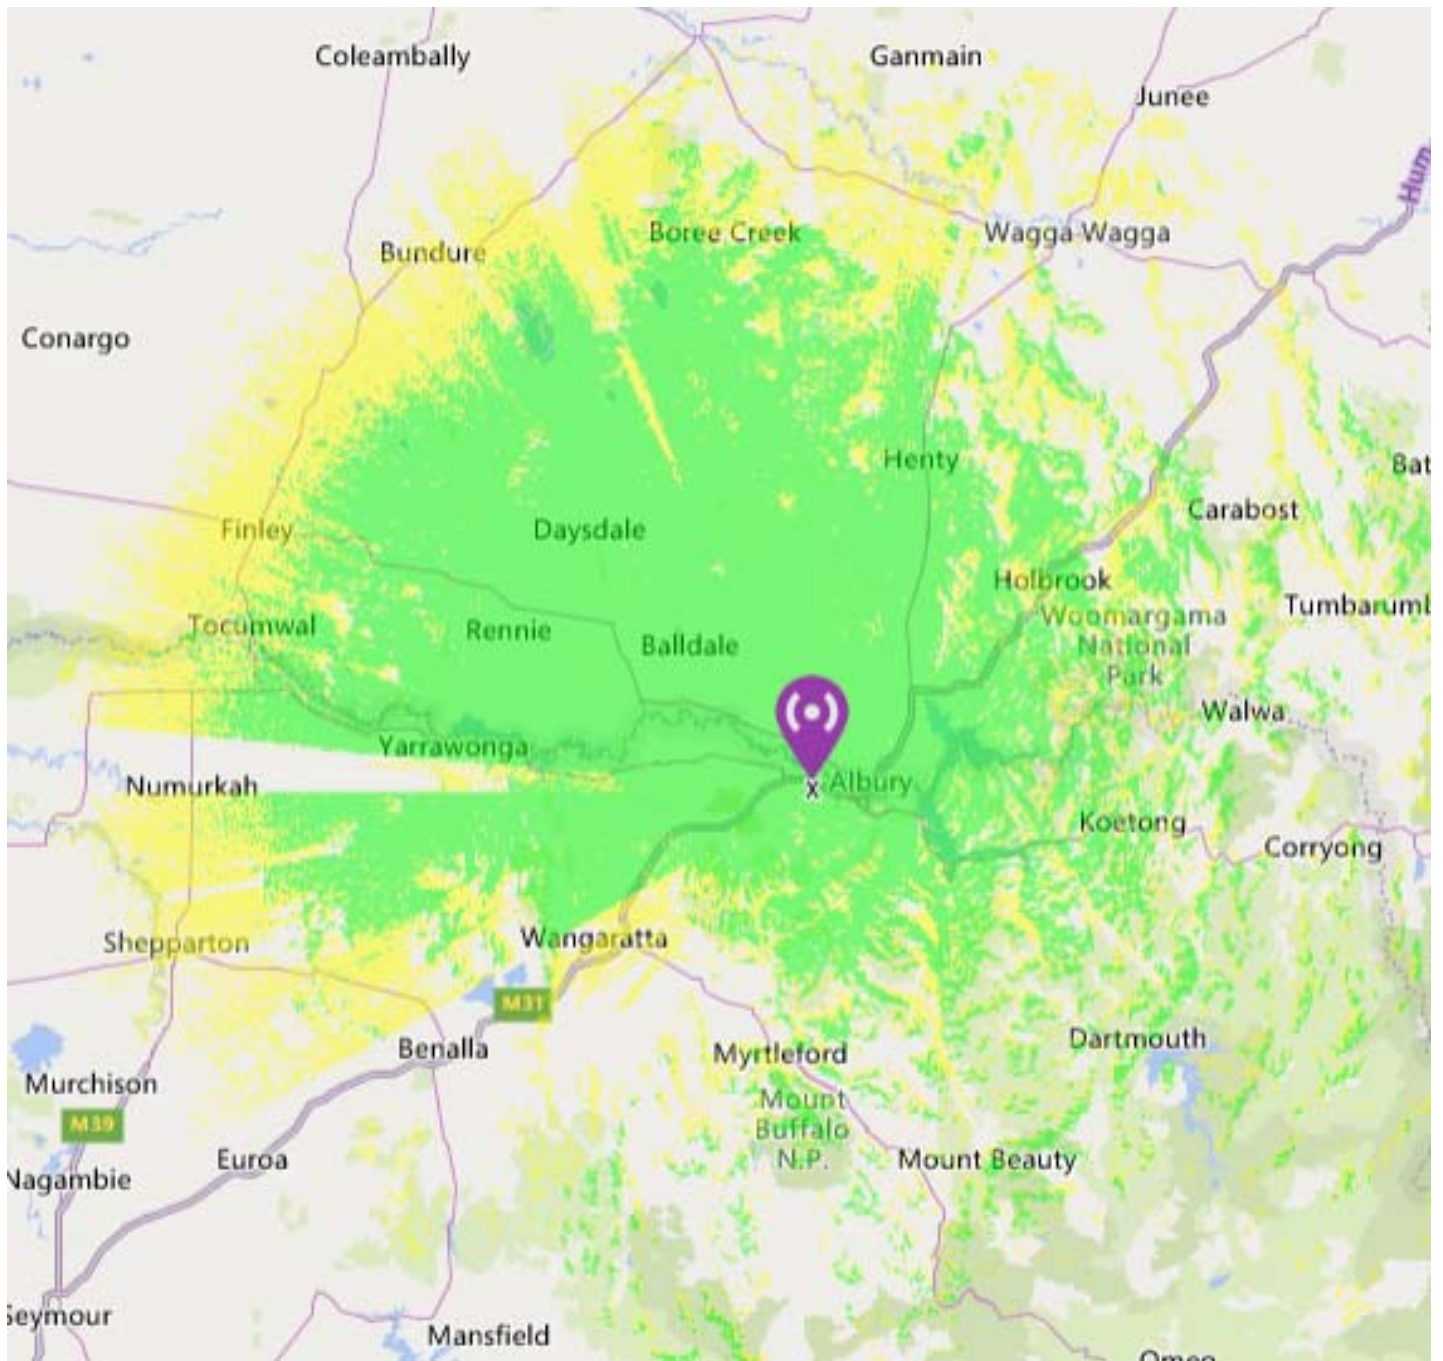 Coleambally
Ganmain
Junee
Hum
Boree Creek
Wagga Wagga
Bundure
Conargo
Henty
Bat
Carabost
Finley
Daysdale
Holbrook
Tumbarumb
Tocumwal
Rennie
Balldale
Woomargama
National
Park
Walwa
Yarrawonga
Numurkah
x
Albury
Koetong
Corryong
Shepparton
Wangaratta
M31
Benalla
Myrtleford
Dartmouth
Murchison
M39
Mount
Buffalo
N.P.
Euroa
Nagambie
Mount Beauty
Seymour
Mansfield
Omeo